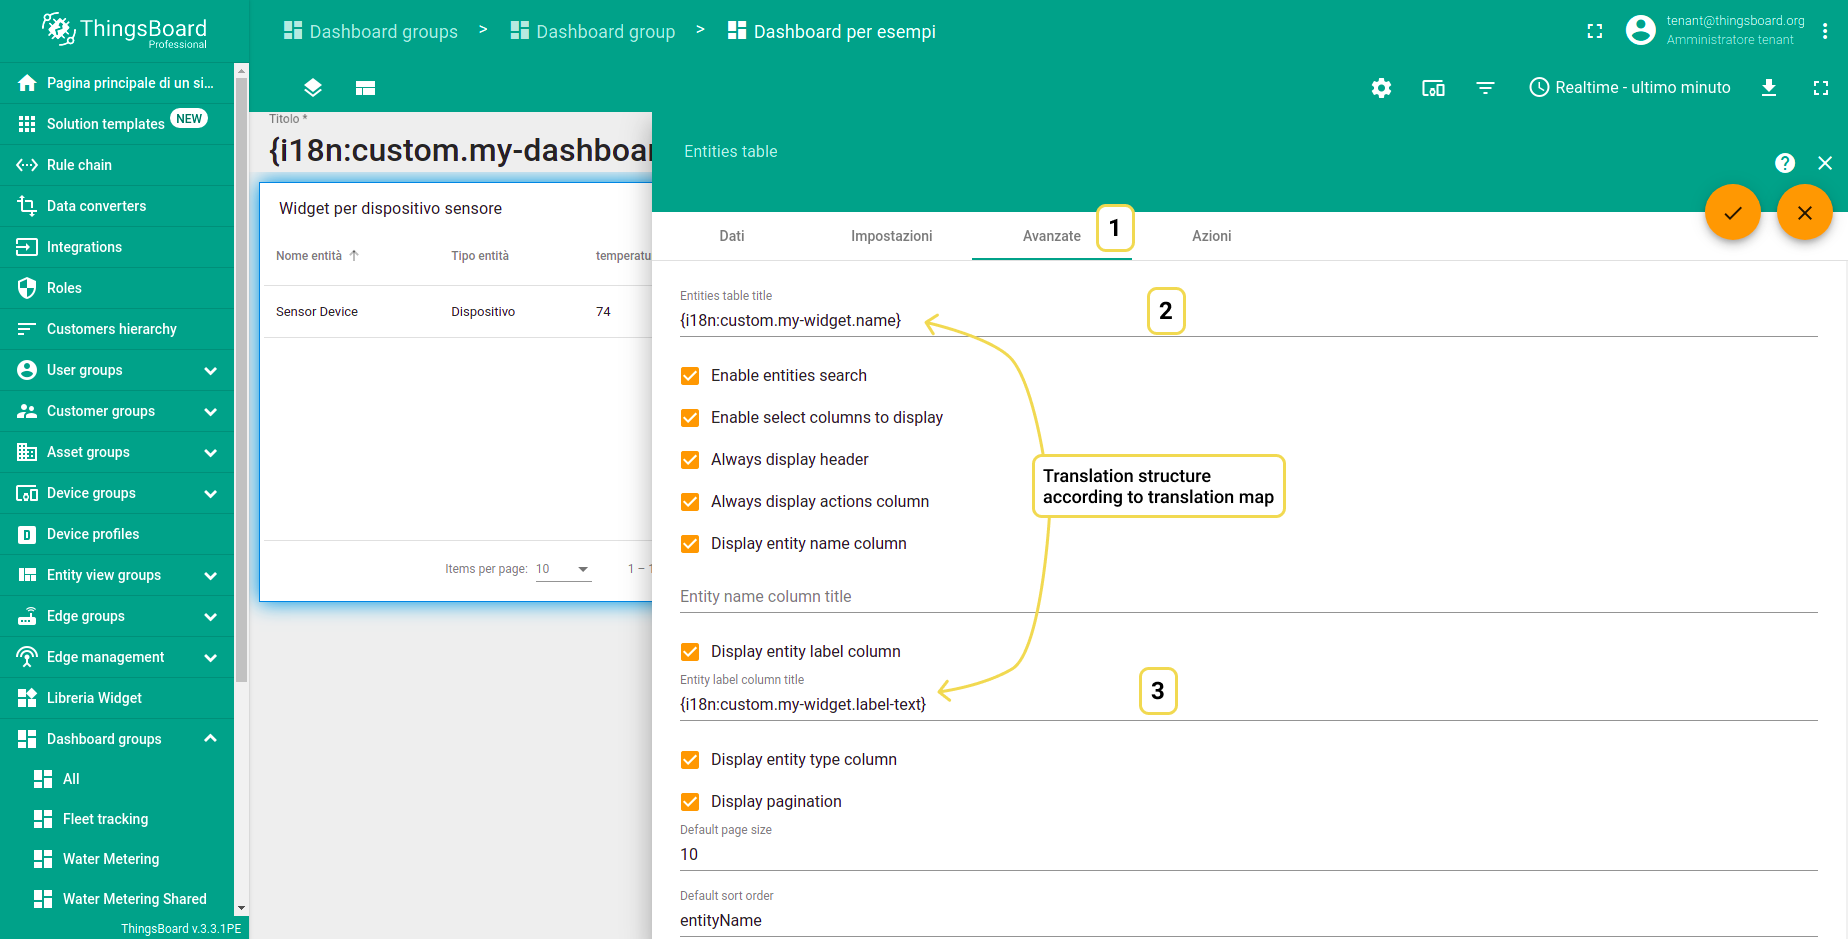 ThingsBoard
Professional
Dashboard groups > Dashboard group > Dashboard per esempi
tenant@thingsboard.org
Amministratore tenant
Realtime - ultimo minuto
Pagina principale di un si...
Solution templates NEW
Rule chain
Data converters
Integrations
Roles
Customers hierarchy
User groups
Customer groups
Asset groups
Device groups
Device profiles
Entity view groups
Edge groups
Edge management
Libreria Widget
Dashboard groups
All
Fleet tracking
Water Metering
Water Metering Shared
ThingsBoard v.3.3.1PE
Titolo *
{i18n:custom.my-dashboar
Widget per dispositivo sensore
Nome entità Tipo entità temperatu
Sensor Device Dispositivo 74
Items per page: 10 1 – 1
Entities table
Dati Impostazioni Avanzate 1 Azioni
Entities table title
{i18n:custom.my-widget.name} 2
Enable entities search
Enable select columns to display
Always display header
Always display actions column
Display entity name column
Translation structure
according to translation map
Entity name column title
Display entity label column
Entity label column title
{i18n:custom.my-widget.label-text} 3
Display entity type column
Display pagination
Default page size
10
Default sort order
entityName